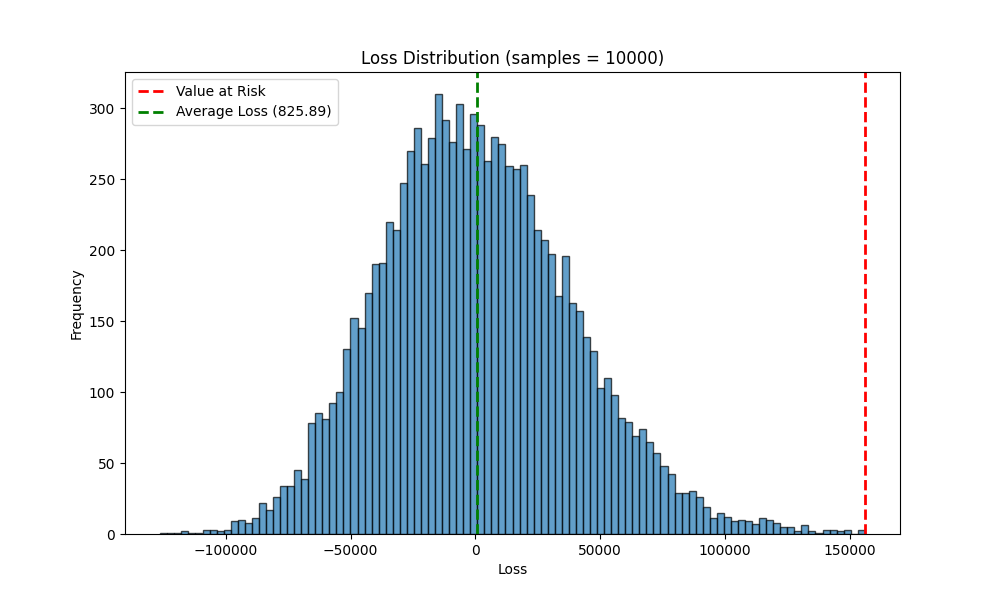 Loss Distribution (samples = 10000)
Value at Risk
Average Loss (825.89)
300
250
200
150
100
50
0
Frequency
−100000 −50000 0 50000 100000 150000
Loss